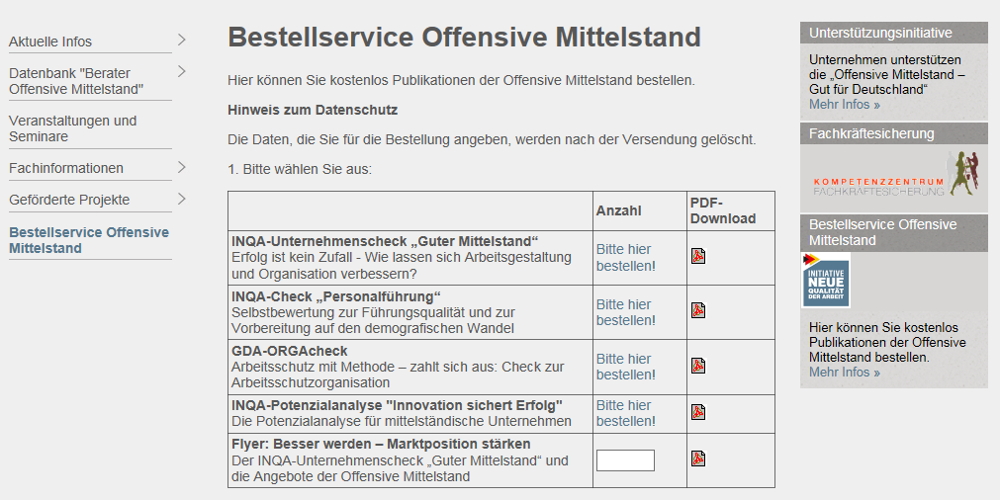 Aktuelle Infos
Datenbank "Berater
Offensive Mittelstand"
Veranstaltungen und
Seminare
Fachinformationen
Geförderte Projekte
Bestellservice Offensive
Mittelstand
Bestellservice Offensive Mittelstand
Hier können Sie kostenlos Publikationen der Offensive Mittelstand bestellen.
Hinweis zum Datenschutz
Die Daten, die Sie für die Bestellung angeben, werden nach der Versendung gelöscht.
1. Bitte wählen Sie aus:
Anzahl
PDF-
Download
INQA-Unternehmenscheck „Guter Mittelstand“
Erfolg ist kein Zufall - Wie lassen sich Arbeitsgestaltung
und Organisation verbessern?
Bitte hier
bestellen!
INQA-Check „Personalführung“
Selbstbewertung zur Führungsqualität und zur
Vorbereitung auf den demografischen Wandel
Bitte hier
bestellen!
GDA-ORGAcheck
Arbeitsschutz mit Methode – zahlt sich aus: Check zur
Arbeitsschutzorganisation
Bitte hier
bestellen!
INQA-Potenzialanalyse "Innovation sichert Erfolg"
Die Potenzialanalyse für mittelständische Unternehmen
Bitte hier
bestellen!
Flyer: Besser werden – Marktposition stärken
Der INQA-Unternehmenscheck „Guter Mittelstand“ und
die Angebote der Offensive Mittelstand
Unterstützungsinitiative
Unternehmen unterstützen
die „Offensive Mittelstand –
Gut für Deutschland“
Mehr Infos »
Fachkräftesicherung
KOMPETENZZENTRUM
FACHKRÄFTESICHERUNG
Bestellservice Offensive
Mittelstand
INITIATIVE
NEUE
QUALITÄT
DER ARBEIT
Hier können Sie kostenlos
Publikationen der Offensive
Mittelstand bestellen.
Mehr Infos »